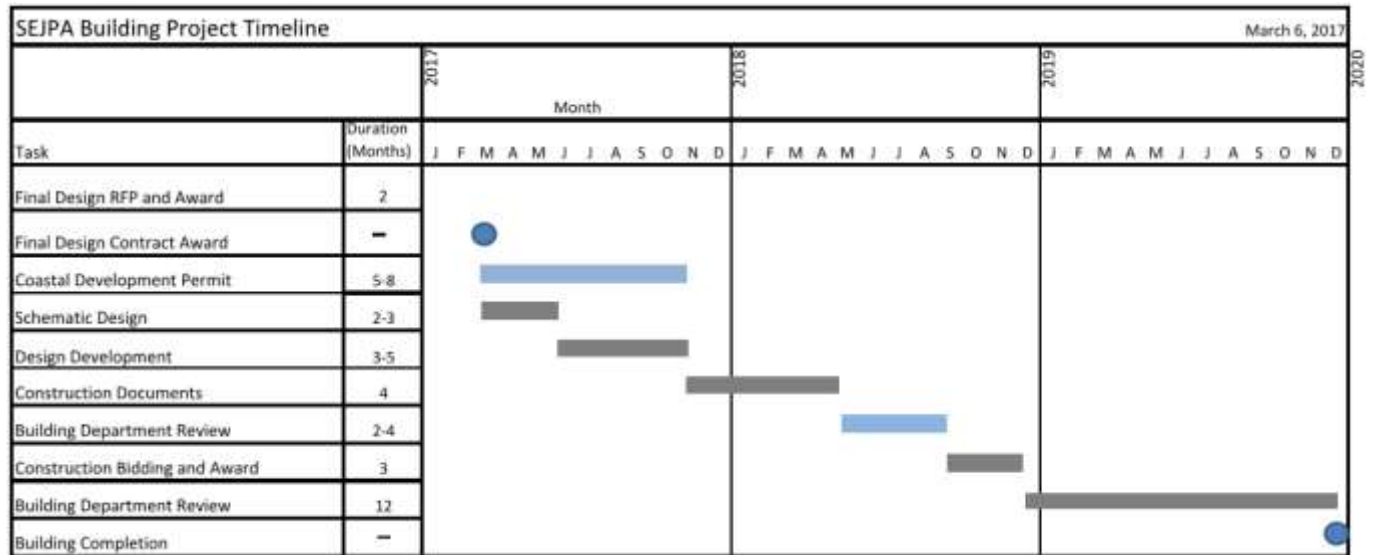 SEJPA Building Project Timeline March 6, 2017
2017 2018 2019 2020
Month
Task Duration (Months) J F M A M J J A S O N D J F M A M J J A S O N D J F M A M J J A S O N D
Final Design RFP and Award 2
Final Design Contract Award –
Coastal Development Permit 5-8
Schematic Design 2-3
Design Development 3-5
Construction Documents 4
Building Department Review 2-4
Construction Bidding and Award 3
Building Department Review 12
Building Completion –